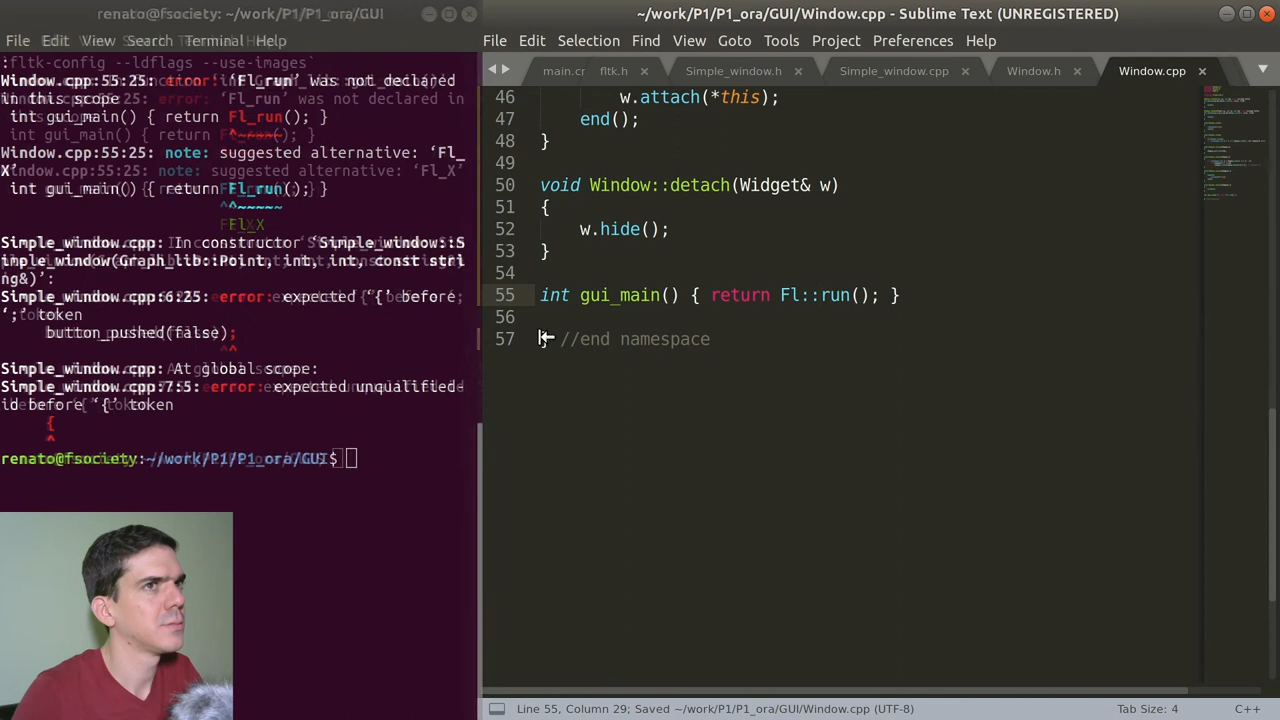 renato@fsociety: ~/work/P1/P1_ora/GUI
File Edit View Search Terminal Help
:fltk-config --ldflags --use-images`
Window.cpp:55:25: error: ‘Fl_run’ was not declared
in this scope
int gui_main() { return Fl_run(); }
^~~~~~
Window.cpp:55:25: note: suggested alternative: ‘Fl_
X’
int gui_main() { return Fl_run(); }
^~~~~~
Fl_X
Simple_window.cpp: In constructor ‘Simple_window::S
imple_window(Graph_lib::Point, int, int, const stri
ng&)’:
Simple_window.cpp:6:25: error: expected ‘{’ before
‘;’ token
button_pushed(false);
^
Simple_window.cpp: At global scope:
Simple_window.cpp:7:5: error: expected unqualified-
id before ‘{’ token
{
^
renato@fsociety:~/work/P1/P1_ora/GUI$
~/work/P1/P1_ora/GUI/Window.cpp - Sublime Text (UNREGISTERED)
File Edit Selection Find View Goto Tools Project Preferences Help
fltk.h Simple_window.h Simple_window.cpp Window.h Window.cpp
46 w.attach(*this);
47 end();
48 }
49
50 void Window::detach(Widget& w)
51 {
52 w.hide();
53 }
54
55 int gui_main() { return Fl::run(); }
56
57 } //end namespace
Line 55, Column 29; Saved ~/work/P1/P1_ora/GUI/Window.cpp (UTF-8) Tab Size: 4 C++